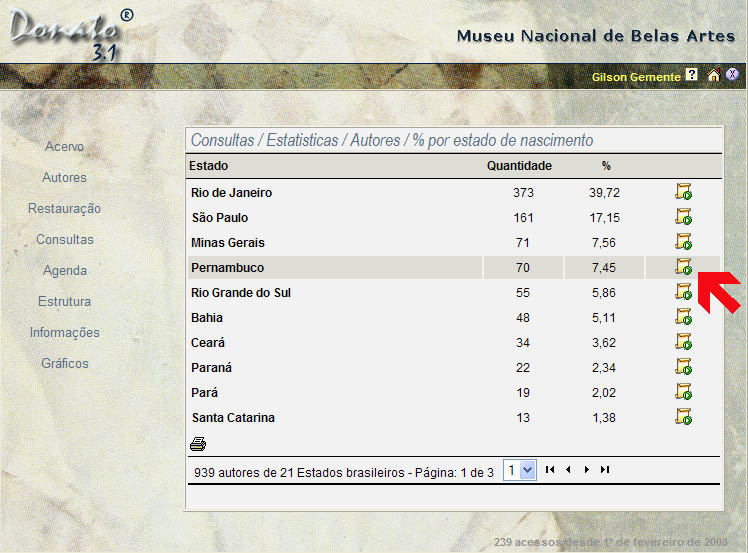 Donato®
3.1
Museu Nacional de Belas Artes
Gilson Gemente ? X
Acervo
Autores
Restauração
Consultas
Agenda
Estrutura
Informações
Gráficos
Consultas / Estatisticas / Autores / % por estado de nascimento
Estado Quantidade %
Rio de Janeiro 373 39,72
São Paulo 161 17,15
Minas Gerais 71 7,56
Pernambuco 70 7,45
Rio Grande do Sul 55 5,86
Bahia 48 5,11
Ceará 34 3,62
Paraná 22 2,34
Pará 19 2,02
Santa Catarina 13 1,38
939 autores de 21 Estados brasileiros - Página: 1 de 3 1
239 acessos desde 1º de fevereiro de 2008